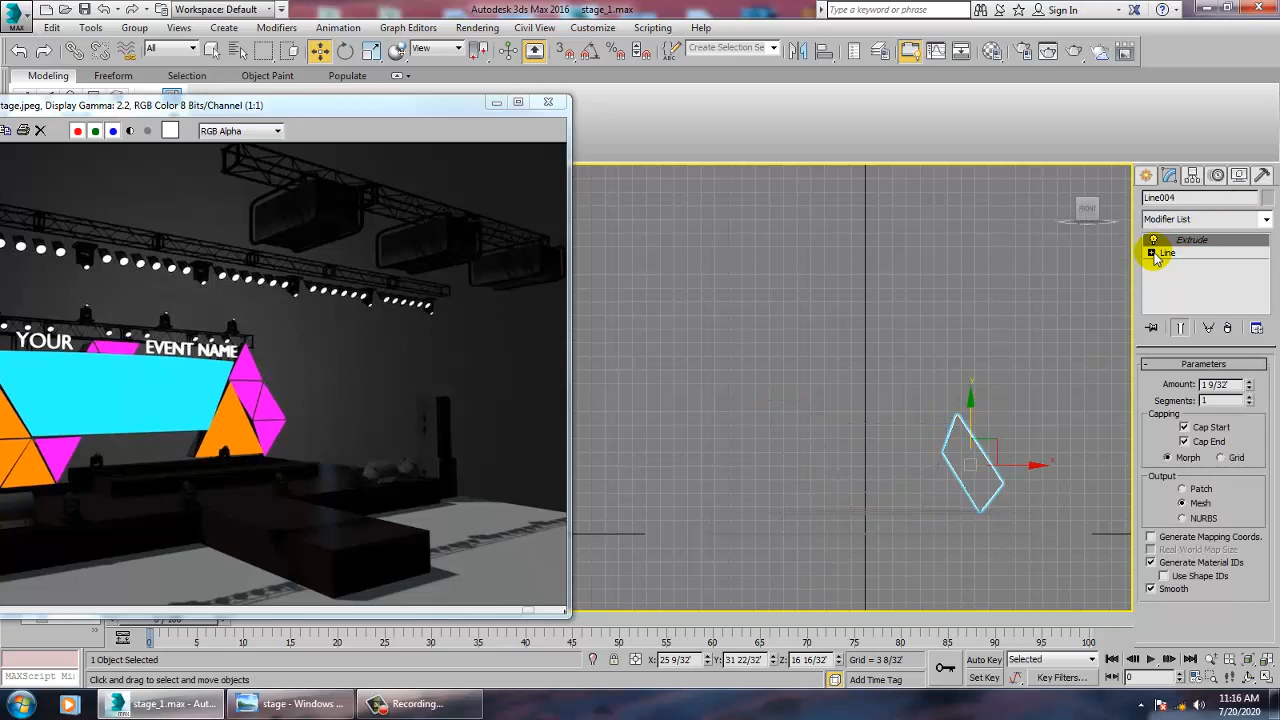 Workspace: Default
Autodesk 3ds Max 2016 stage_1.max
Type a keyword or phrase
Sign In
MAX
Edit Tools Group Views Create Modifiers Animation Graph Editors Rendering Civil View Customize Scripting Help
All
View
Create Selection Se
Modeling Freeform Selection Object Paint Populate
tage.jpeg, Display Gamma: 2.2, RGB Color 8 Bits/Channel (1:1)
RGB Alpha
YOUR EVENT NAME
FRONT
y
x
Line004
Modifier List
Extrude
Line
Parameters
Amount: 1 9/32'
Segments: 1
Capping
Cap Start
Cap End
Morph Grid
Output
Patch
Mesh
NURBS
Generate Mapping Coords.
Real-World Map Size
Generate Material IDs
Use Shape IDs
Smooth
0 5 10 15 20 25 30 35 40 45 50 55 60 65 70 75 80 85 90 95 100
1 Object Selected
X: 25 9/32' Y: 31 22/32' Z: 16 16/32' Grid = 3 8/32'
Auto Key Selected
MAXScript Mi
Click and drag to select and move objects
Add Time Tag
Set Key Key Filters... 0
stage_1.max - Aut...
stage - Windows ...
Recording...
11:16 AM
7/20/2020